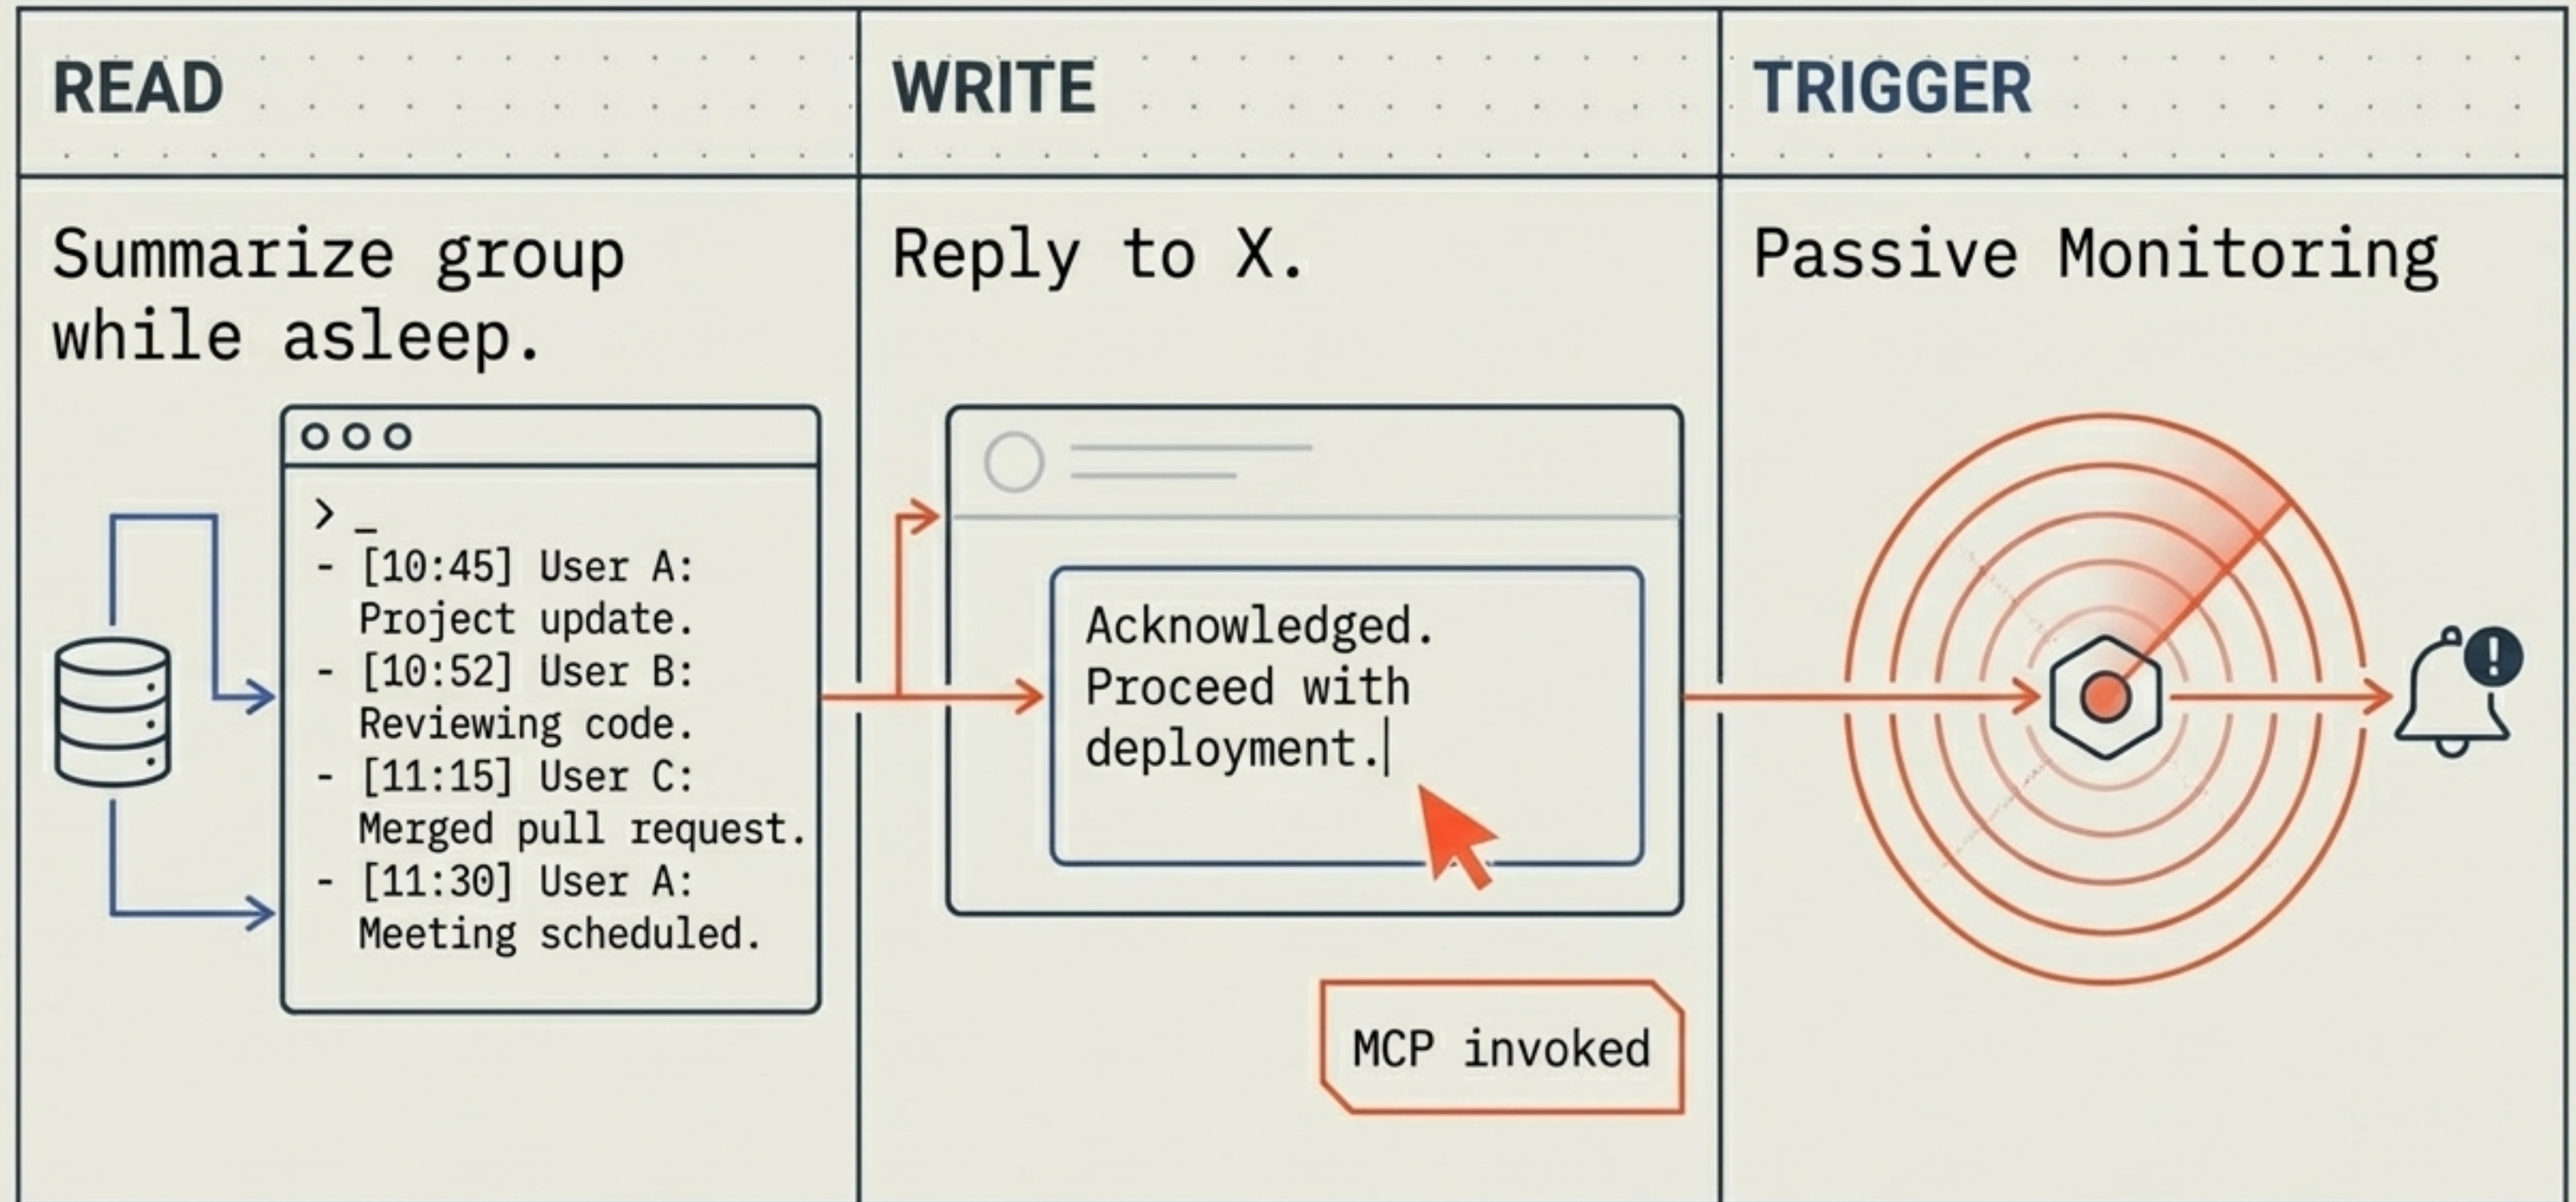 READ
WRITE
TRIGGER
Summarize group
while asleep.
>_
- [10:45] User A:
Project update.
- [10:52] User B:
Reviewing code.
- [11:15] User C:
Merged pull request.
- [11:30] User A:
Meeting scheduled.
Reply to X.
Acknowledged.
Proceed with
deployment.
MCP invoked
Passive Monitoring
!